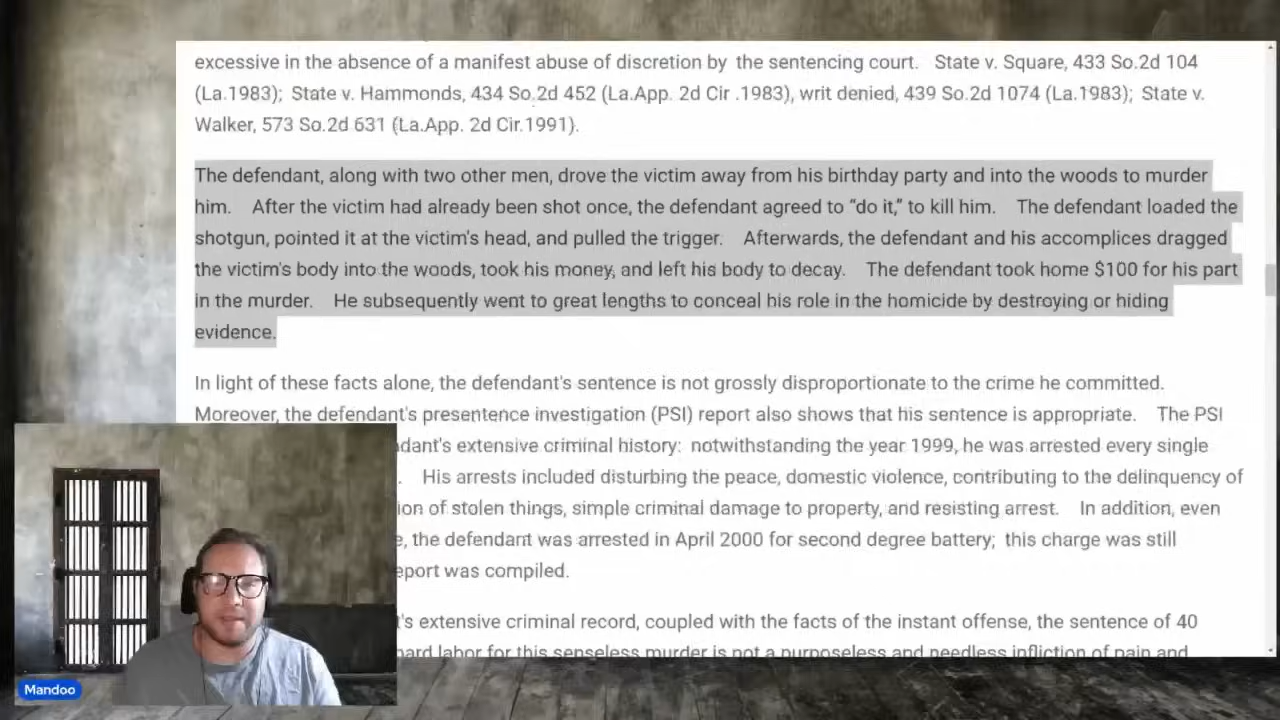 excessive in the absence of a manifest abuse of discretion by the sentencing court. State v. Square, 433 So.2d 104
(La.1983); State v. Hammonds, 434 So.2d 452 (La.App. 2d Cir .1983), writ denied, 439 So.2d 1074 (La.1983); State v.
Walker, 573 So.2d 631 (La.App. 2d Cir.1991).
The defendant, along with two other men, drove the victim away from his birthday party and into the woods to murder
him. After the victim had already been shot once, the defendant agreed to “do it,” to kill him. The defendant loaded the
shotgun, pointed it at the victim's head, and pulled the trigger. Afterwards, the defendant and his accomplices dragged
the victim's body into the woods, took his money, and left his body to decay. The defendant took home $100 for his part
in the murder. He subsequently went to great lengths to conceal his role in the homicide by destroying or hiding
evidence.
In light of these facts alone, the defendant's sentence is not grossly disproportionate to the crime he committed.
Moreover, the defendant's presentence investigation (PSI) report also shows that his sentence is appropriate. The PSI
dant's extensive criminal history: notwithstanding the year 1999, he was arrested every single
. His arrests included disturbing the peace, domestic violence, contributing to the delinquency of
ion of stolen things, simple criminal damage to property, and resisting arrest. In addition, even
e, the defendant was arrested in April 2000 for second degree battery; this charge was still
eport was compiled.
t's extensive criminal record, coupled with the facts of the instant offense, the sentence of 40
hard labor for this senseless murder is not a purposeless and needless infliction of pain and
Mandoo